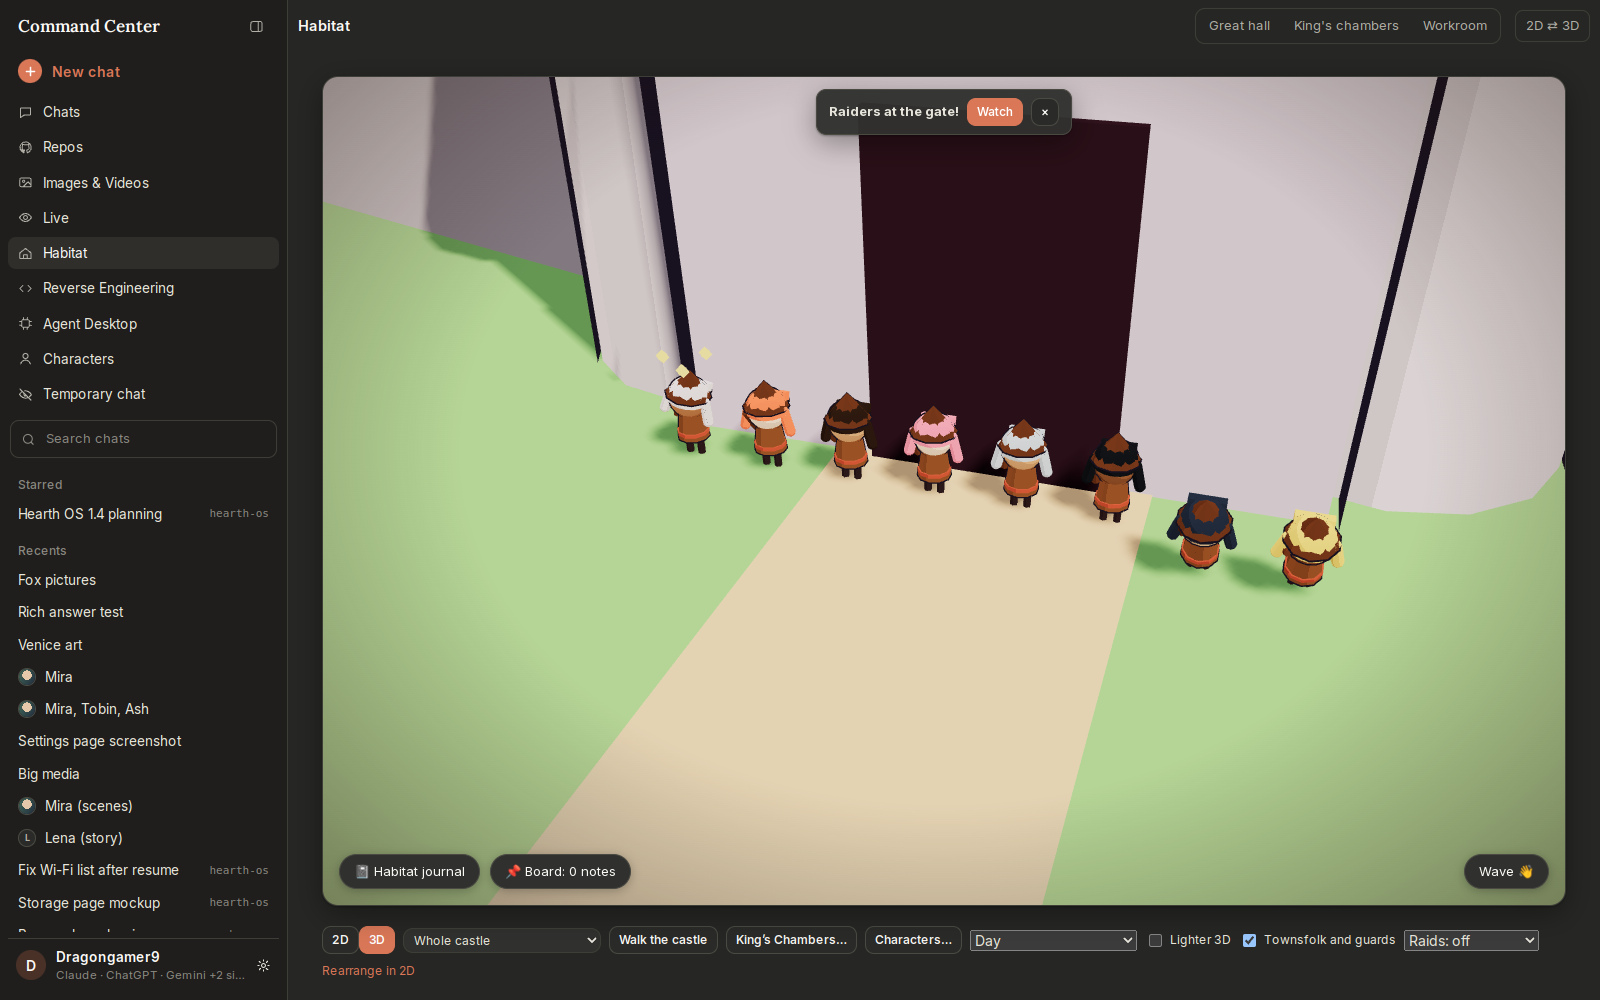 Command Center
New chat
Chats
Repos
Images & Videos
Live
Habitat
Reverse Engineering
Agent Desktop
Characters
Temporary chat
Search chats
Starred
Hearth OS 1.4 planning hearth-os
Recents
Fox pictures
Rich answer test
Venice art
Mira
Mira, Tobin, Ash
Settings page screenshot
Big media
Mira (scenes)
L Lena (story)
Fix Wi-Fi list after resume hearth-os
Storage page mockup hearth-os
D Dragongamer9
Claude · ChatGPT · Gemini +2 si...
Habitat
Great hall King's chambers Workroom 2D ⇄ 3D
Raiders at the gate! Watch ×
📓 Habitat journal 📌 Board: 0 notes Wave 👋
2D 3D Whole castle Walk the castle King's Chambers... Characters... Day Lighter 3D Townsfolk and guards Raids: off
Rearrange in 2D